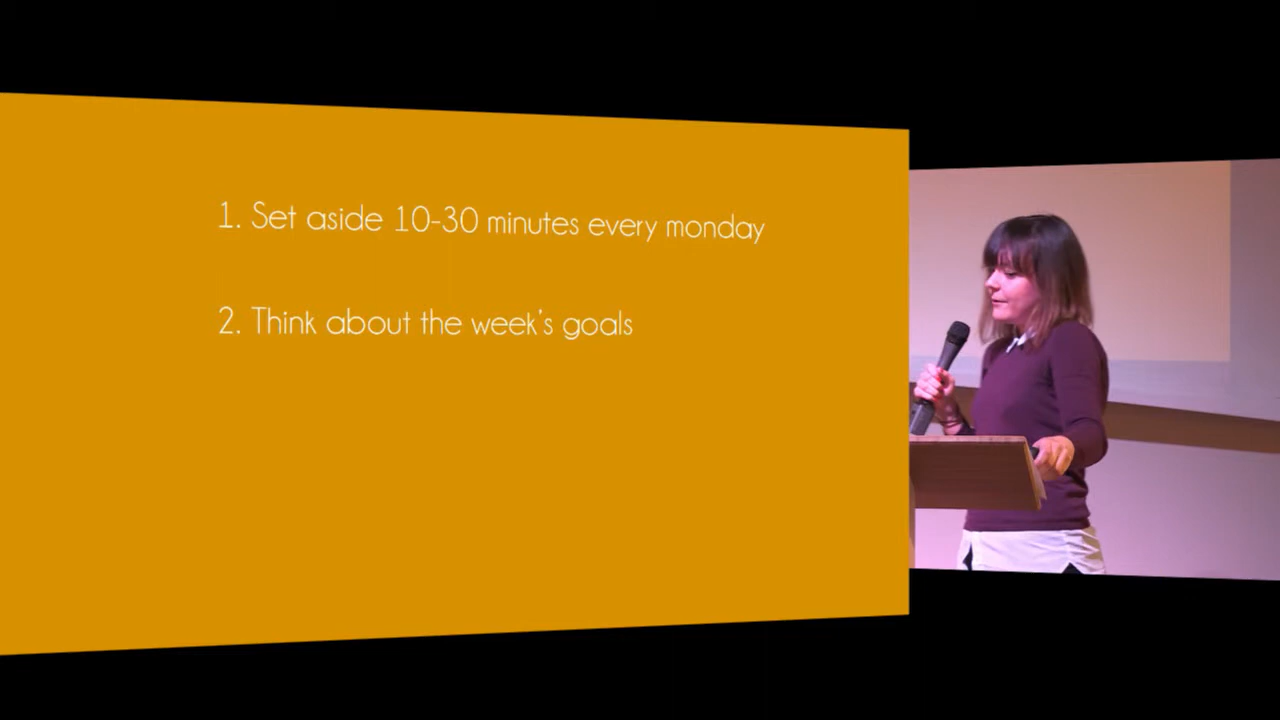 1. Set aside 10-30 minutes every monday
2. Think about the week's goals